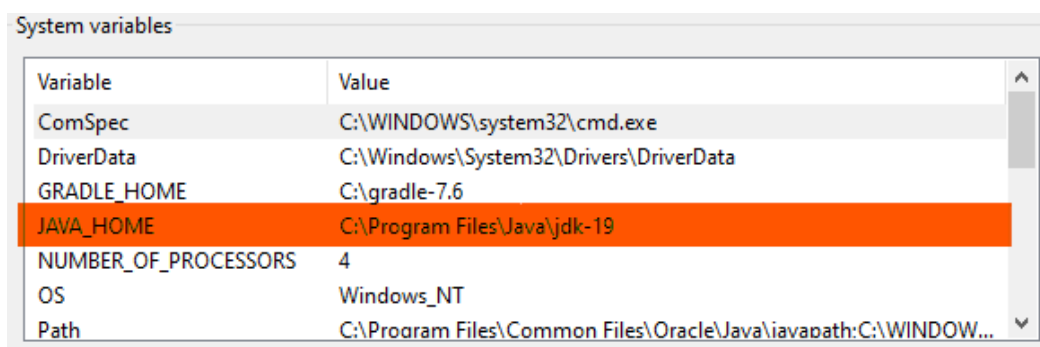 System variables
Variable Value
ComSpec C:\WINDOWS\system32\cmd.exe
DriverData C:\Windows\System32\Drivers\DriverData
GRADLE_HOME C:\gradle-7.6
JAVA_HOME C:\Program Files\Java\jdk-19
NUMBER_OF_PROCESSORS 4
OS Windows_NT
Path C:\Program Files\Common Files\Oracle\Java\javapath;C:\WINDOW...